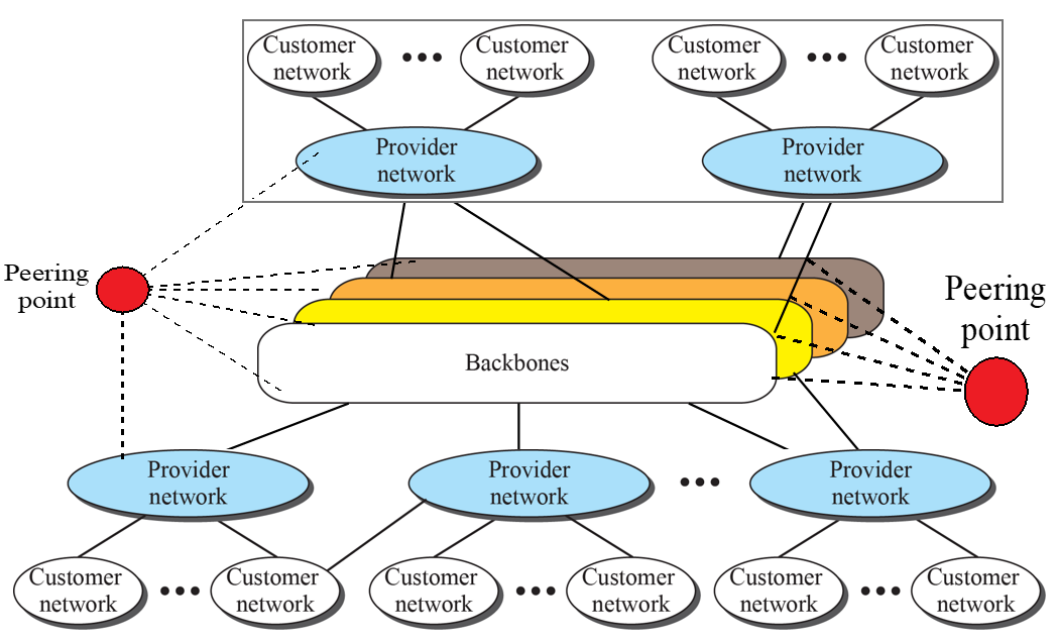 Customer
network
Customer
network
Customer
network
Customer
network
Provider
network
Provider
network
Peering
point
Peering
point
Backbones
Provider
network
Provider
network
Provider
network
Customer
network
Customer
network
Customer
network
Customer
network
Customer
network
Customer
network